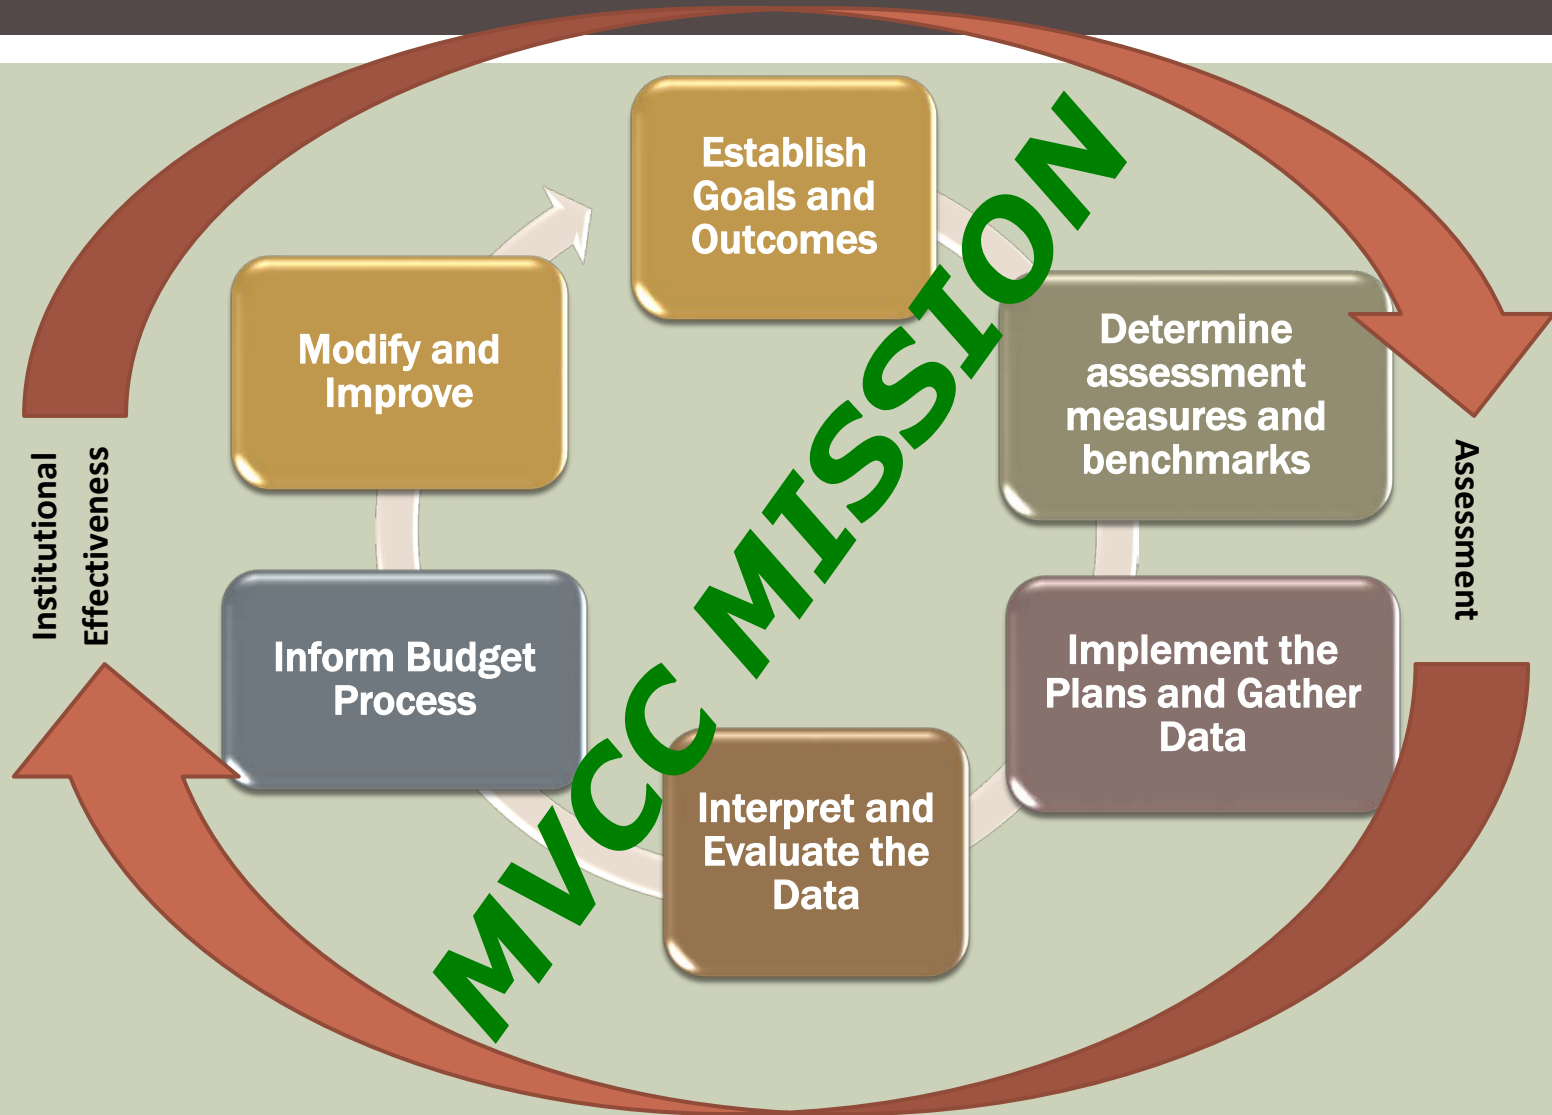 Establish
Goals and
Outcomes
Determine
assessment
measures and
benchmarks
Implement the
Plans and Gather
Data
Interpret and
Evaluate the
Data
Inform Budget
Process
Modify and
Improve
MVCC MISSION
Institutional
Effectiveness
Assessment